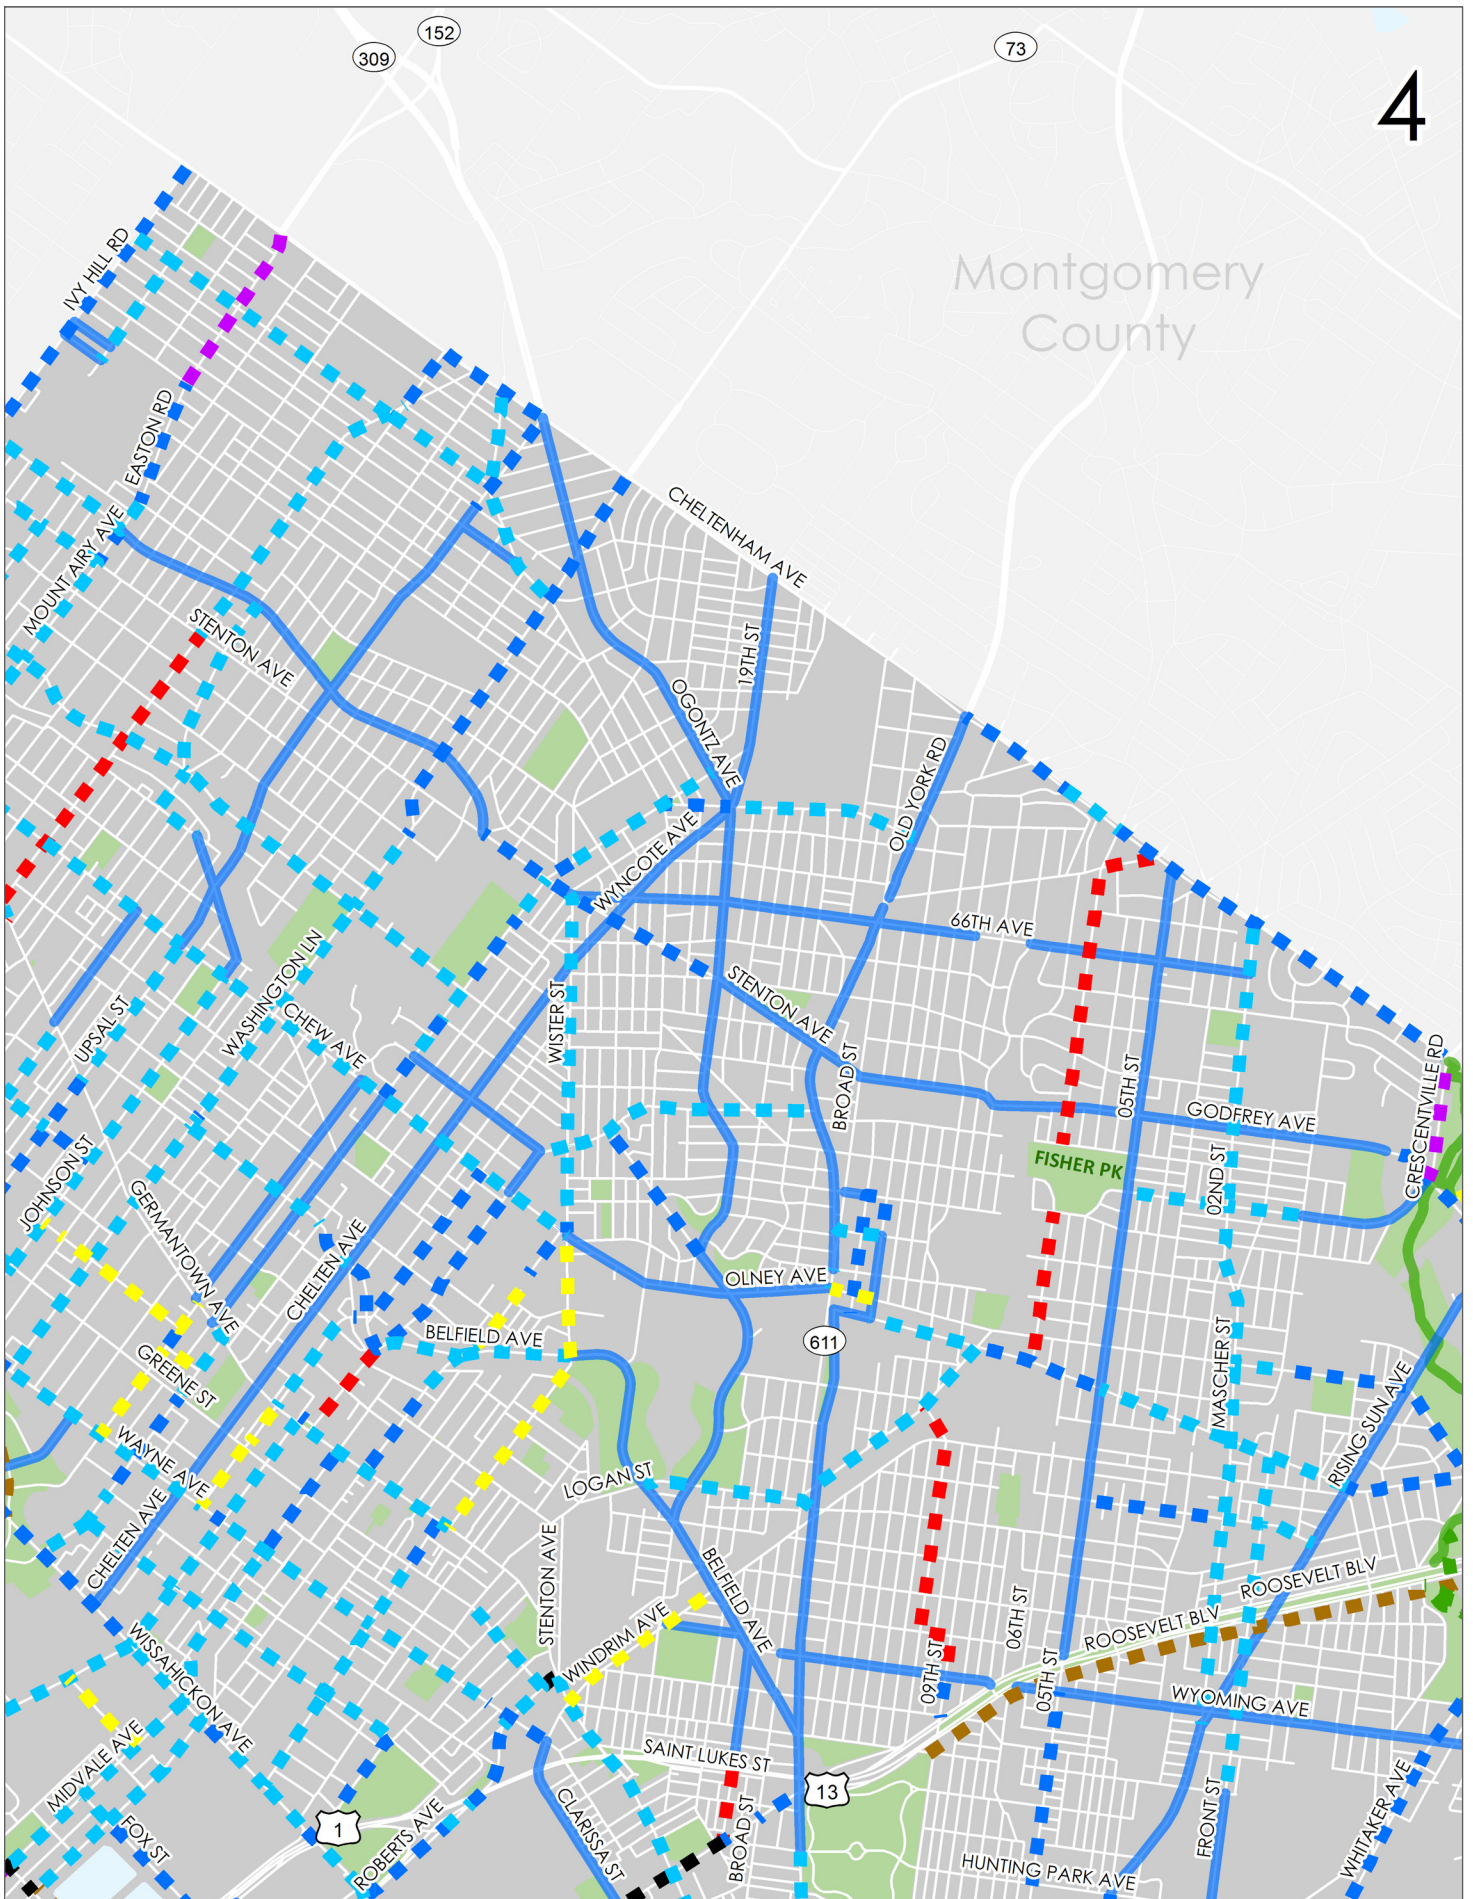 152
309
73
4
Montgomery
County
IVY HILL RD
EASTON RD
MOUNT AIRY AVE
CHELTENHAM AVE
STENTON AVE
19TH ST
OGONTZ AVE
OLD YORK RD
WYNCOTE AVE
66TH AVE
WASHINGTON LN
STENTON AVE
WISTER ST
UPSAL ST
CHEW AVE
BROAD ST
05TH ST
CRESCENTVILLE RD
GODFREY AVE
JOHNSON ST
FISHER PK
02ND ST
GERMANTOWN AVE
CHELTEN AVE
OLNEY AVE
BELFIELD AVE
611
MASCHER ST
GREENE ST
RISING SUN AVE
WAYNE AVE
LOGAN ST
CHELTEN AVE
STENTON AVE
BELFIELD AVE
ROOSEVELT BLV
06TH ST
ROOSEVELT BLV
WISSAHICKON AVE
WINDRIM AVE
09TH ST
05TH ST
WYOMING AVE
MIDVALE AVE
SAINT LUKES ST
13
1
FOX ST
ROBERTS AVE
CLARISSA ST
BROAD ST
FRONT ST
WHITAKER AVE
HUNTING PARK AVE